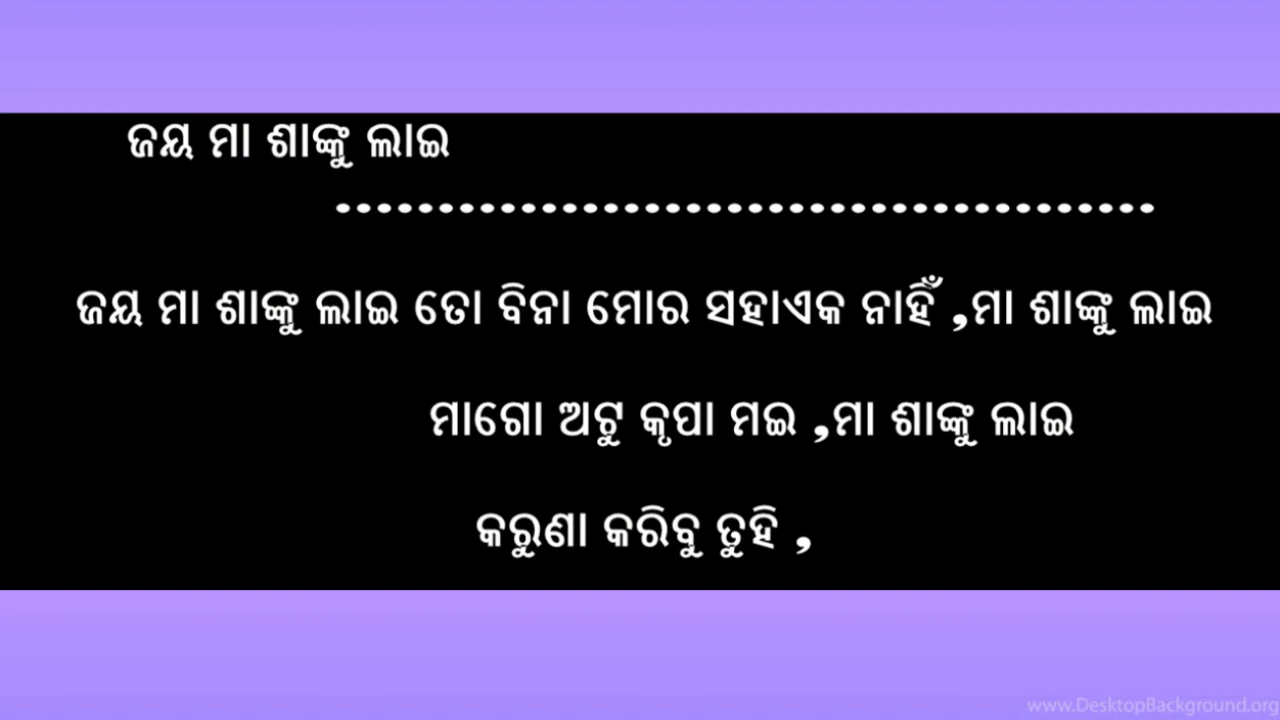 ଜୟ ମା ଶାଙ୍କୁ ଲାଇ
........................................
ଜୟ ମା ଶାଙ୍କୁ ଲାଇ ତୋ ବିନା ମୋର ସହାଏକ ନାହିଁ ,ମା ଶାଙ୍କୁ ଲାଇ
ମାଗୋ ଅଟୁ କୃପା ମଇ ,ମା ଶାଙ୍କୁ ଲାଇ
କରୁଣା କରିବୁ ତୁହି ,
www.DesktopBackground.org